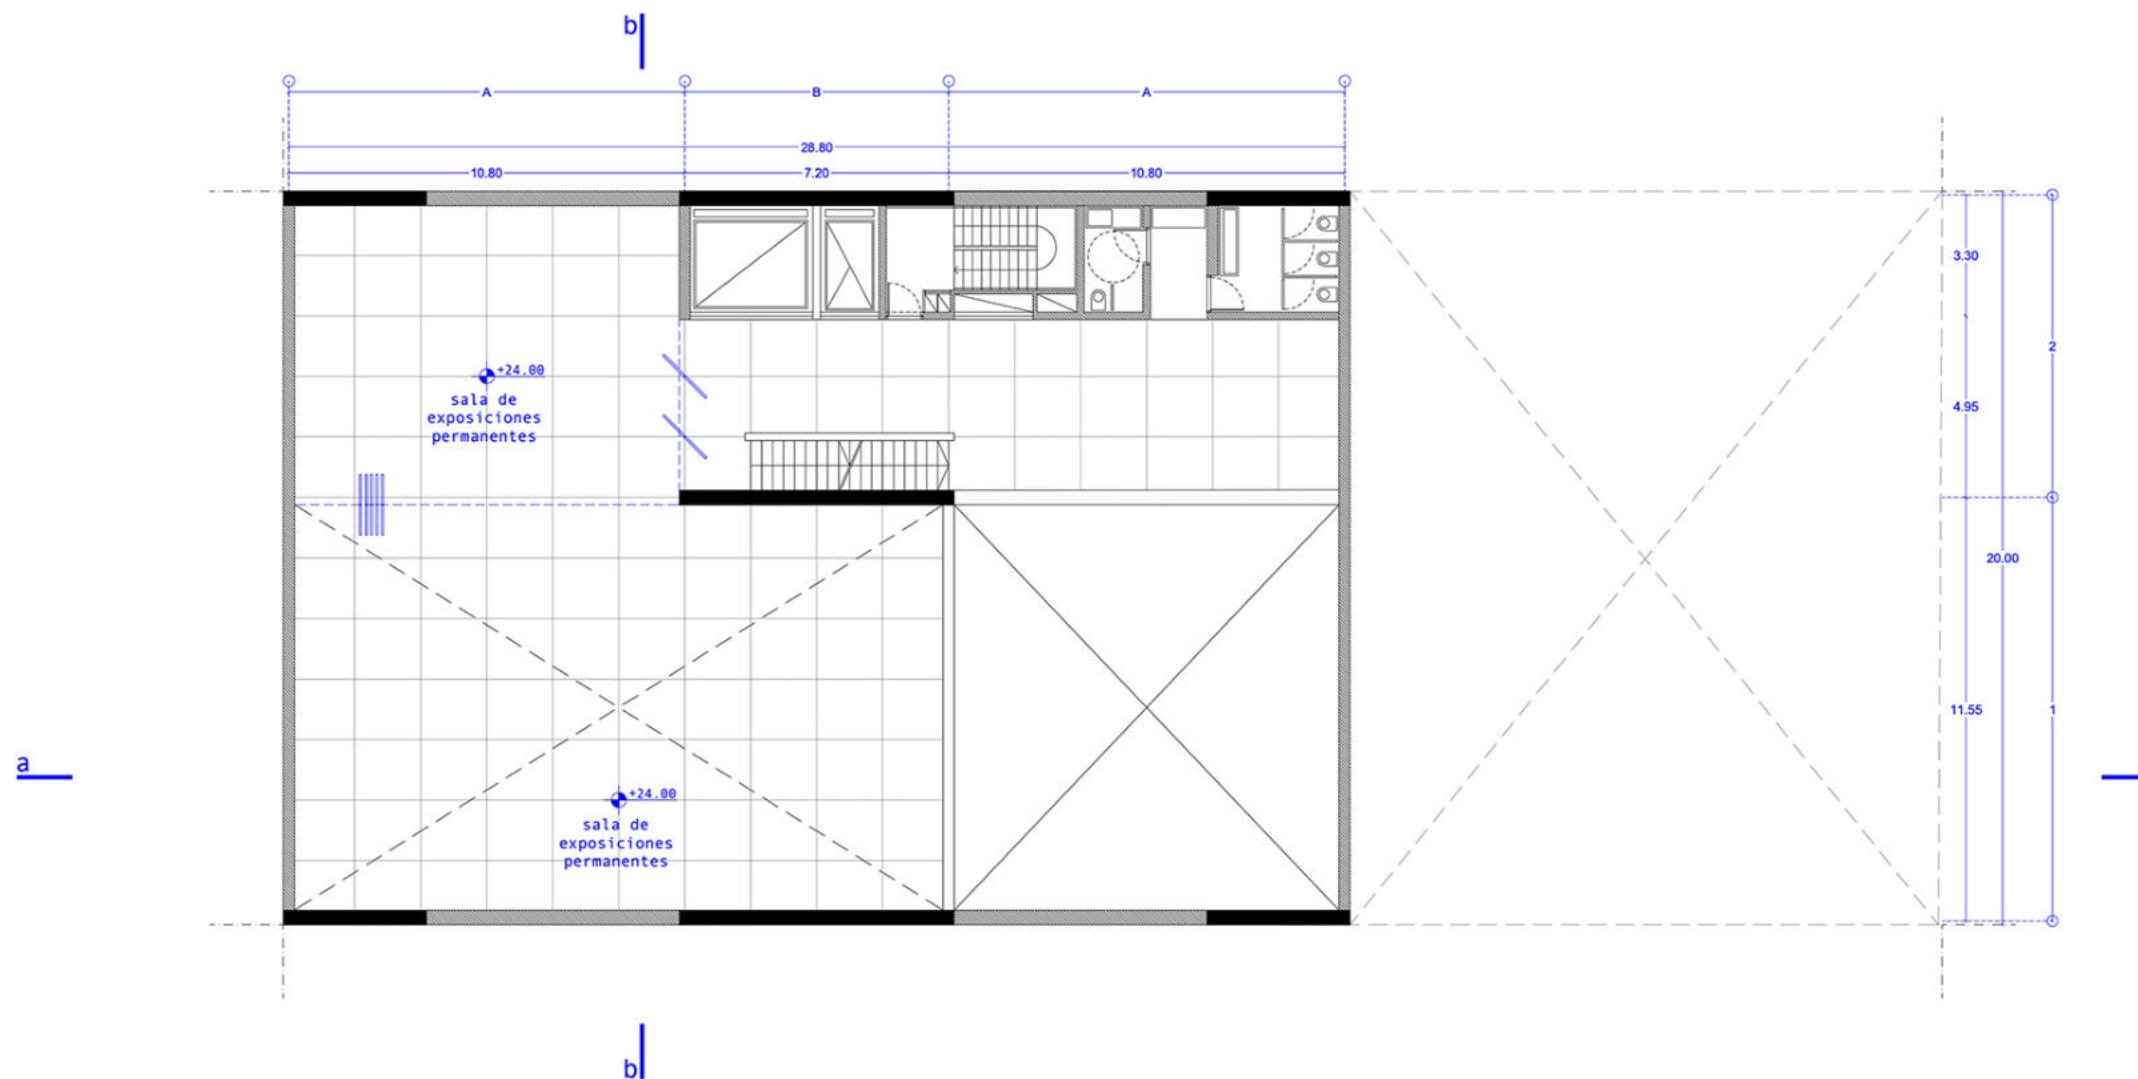 b
A
B
A
28.80
10.80
7.20
10.80
3.30
2
+24.00
sala de
exposiciones
permanentes
4.95
20.00
11.55
1
a
+24.00
sala de
exposiciones
permanentes
b